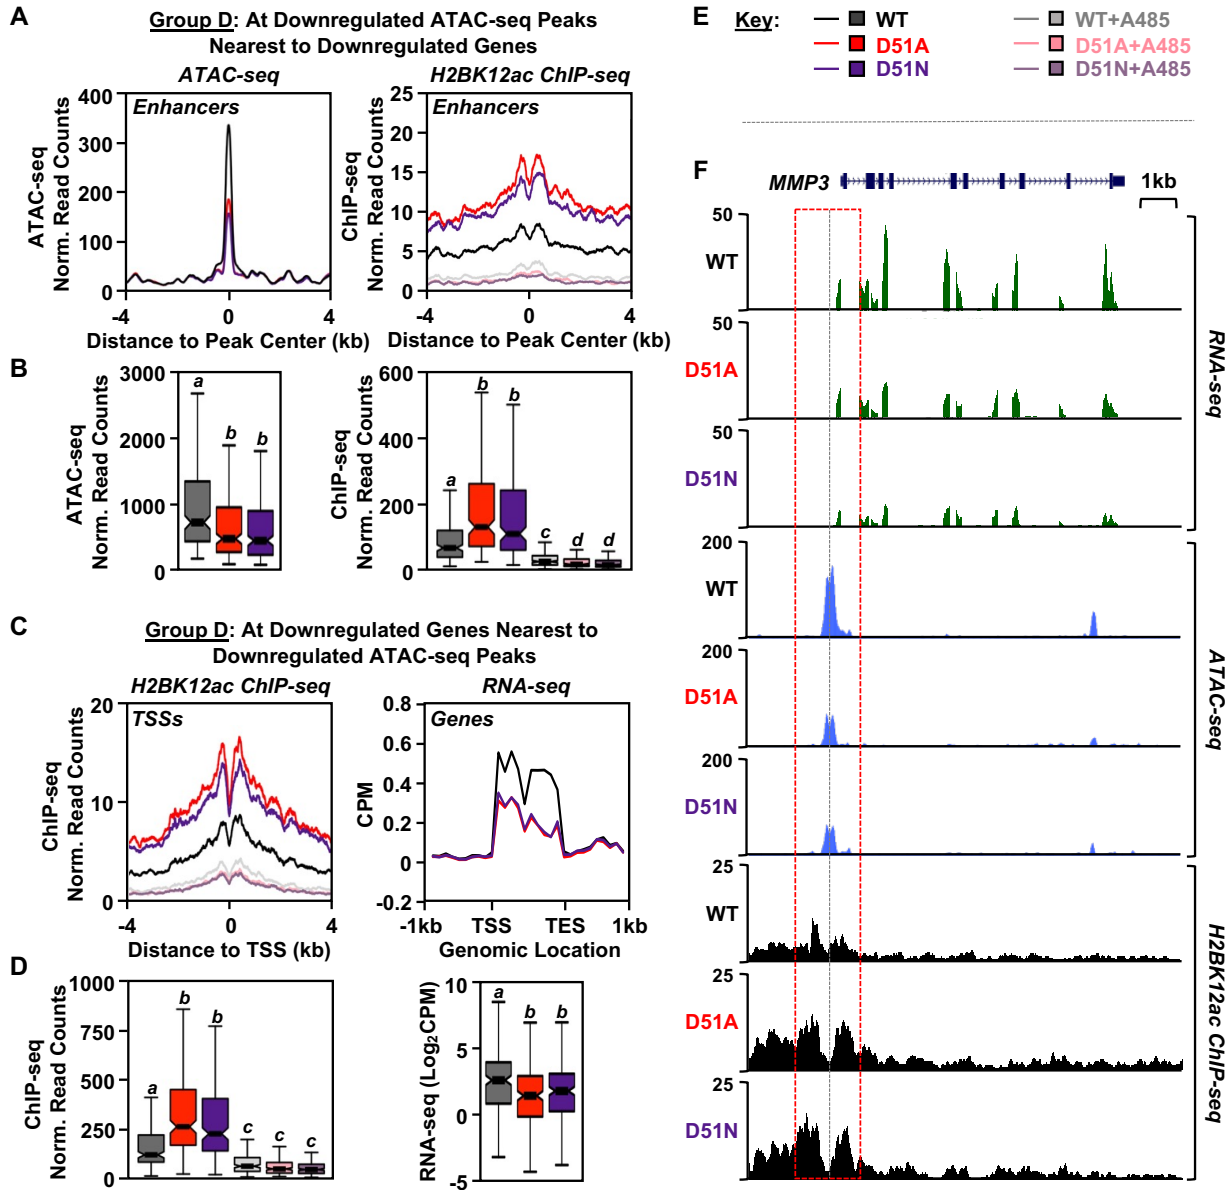 A
Group D: At Downregulated ATAC-seq Peaks
Nearest to Downregulated Genes
ATAC-seq
H2BK12ac ChIP-seq
Enhancers
Enhancers
ATAC-seq
Norm. Read Counts
400
300
200
100
0
-4
0
4
Distance to Peak Center (kb)
ChIP-seq
Norm. Read Counts
25
20
15
10
5
0
-4
0
4
Distance to Peak Center (kb)
B
ATAC-seq
Norm. Read Counts
3000
2000
1000
0
a
b
b
ChIP-seq
Norm. Read Counts
600
400
200
0
a
b
b
c
d
d
C
Group D: At Downregulated Genes Nearest to
Downregulated ATAC-seq Peaks
H2BK12ac ChIP-seq
RNA-seq
TSSs
Genes
ChIP-seq
Norm. Read Counts
20
10
0
-4
0
4
Distance to TSS (kb)
CPM
0.8
0.6
0.4
0.2
0
-0.2
-1kb
TSS
TES
1kb
Genomic Location
D
ChIP-seq
Norm. Read Counts
1000
750
500
250
0
a
b
b
c
c
c
RNA-seq (Log2CPM)
10
5
0
-5
a
b
b
E
Key:
WT
D51A
D51N
WT+A485
D51A+A485
D51N+A485
F
MMP3
1kb
50
WT
50
D51A
50
D51N
RNA-seq
200
WT
200
D51A
200
D51N
ATAC-seq
25
WT
25
D51A
25
D51N
H2BK12ac ChIP-seq